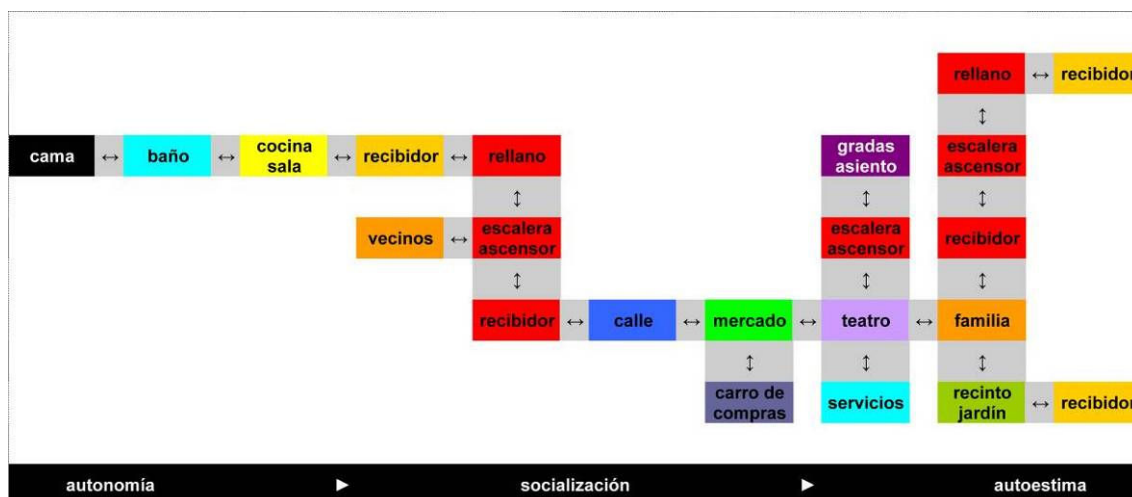 rellano ↔ recibidor
↕
cama ↔ baño ↔ cocina sala ↔ recibidor ↔ rellano
gradas asiento
escalera ascensor
↕ ↕ ↕
vecinos ↔ escalera ascensor
escalera ascensor
recibidor
↕ ↕ ↕
recibidor ↔ calle ↔ mercado ↔ teatro ↔ familia
↕ ↕ ↕
carro de compras
servicios
recinto jardín ↔ recibidor
autonomía ► socialización ► autoestima